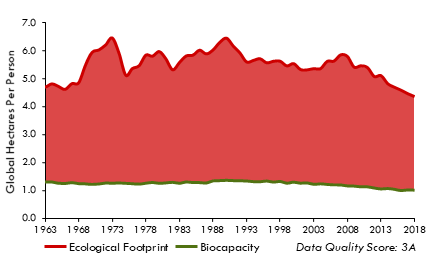 Global Hectares Per Person
7.0
6.0
5.0
4.0
3.0
2.0
1.0
0.0
1963 1968 1973 1978 1983 1988 1993 1998 2003 2008 2013 2018
Ecological Footprint Biocapacity Data Quality Score: 3A